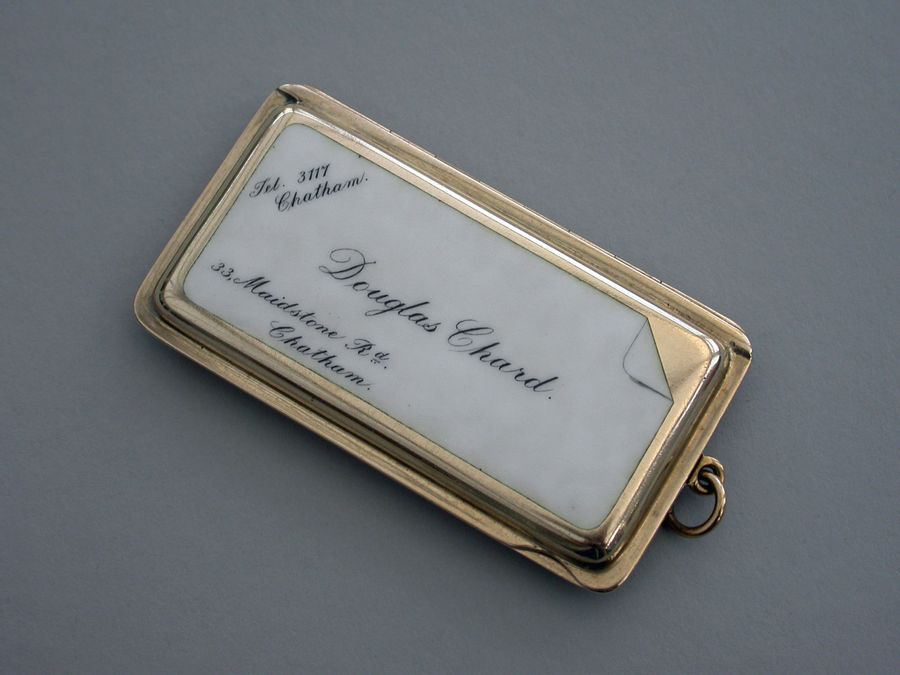 Tel. 3117
Chatham.
Douglas Chard.
33, Maidstone Rd.
Chatham.